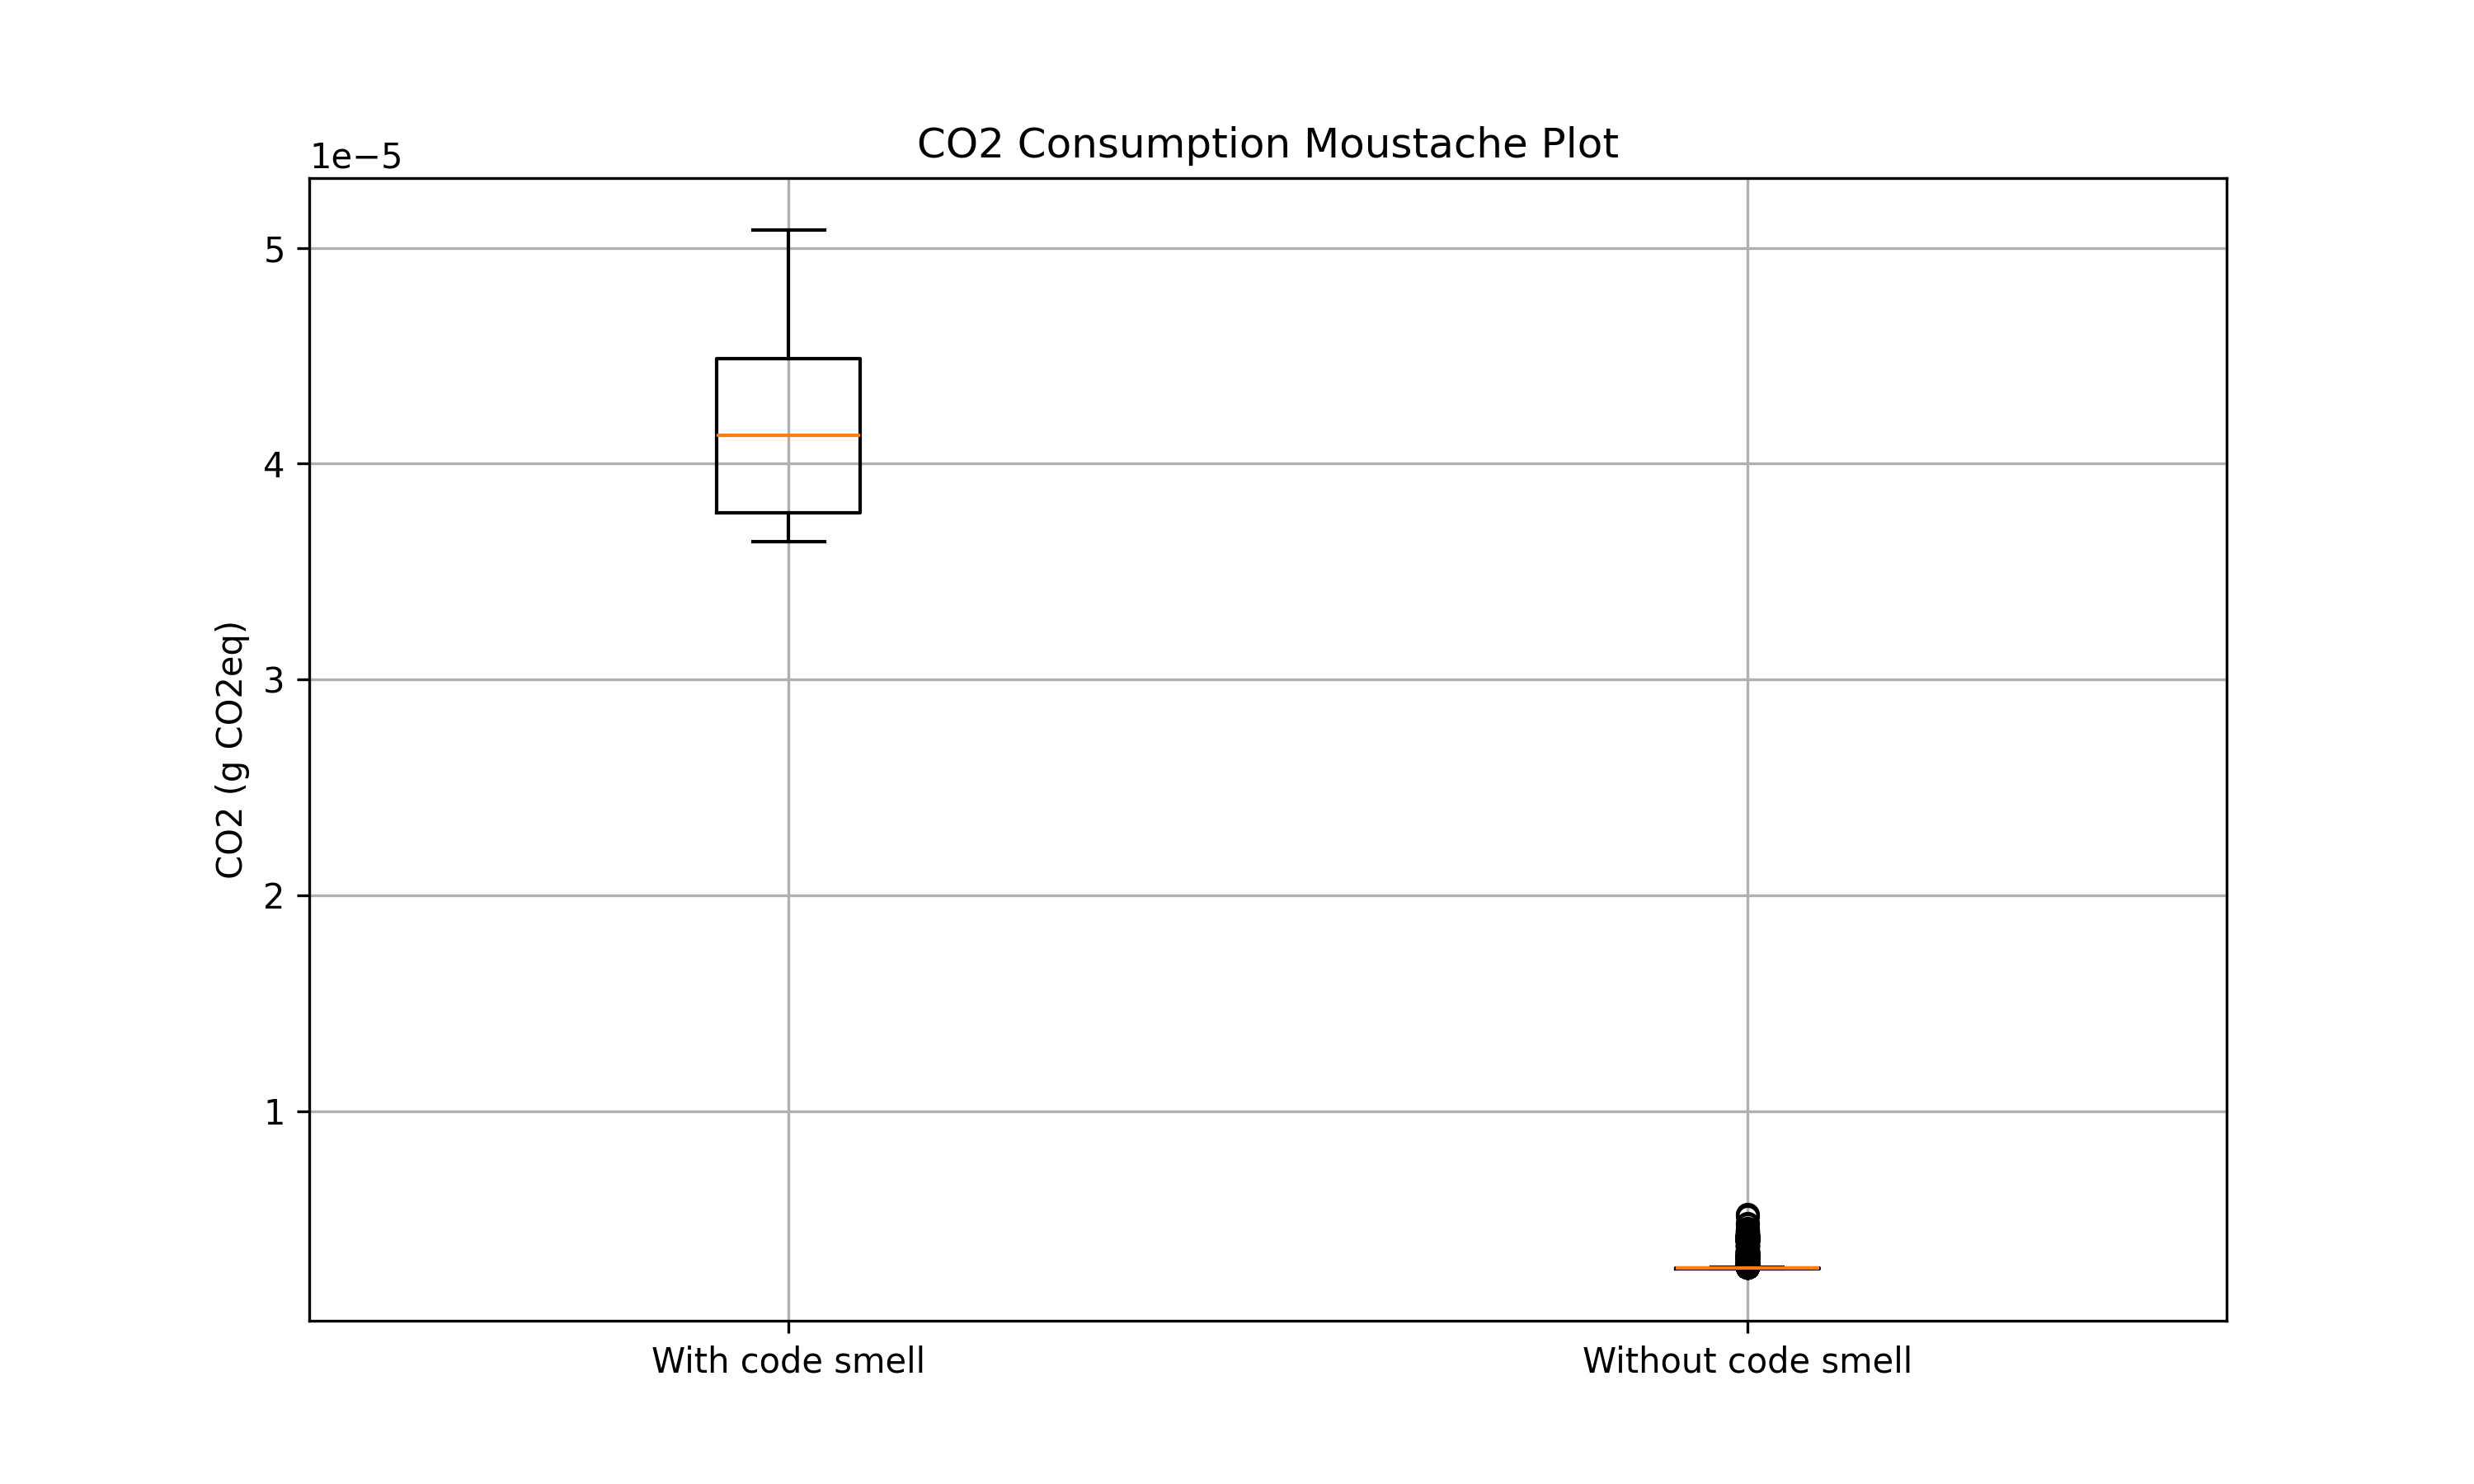 CO2 Consumption Moustache Plot
1e−5
5
4
3
2
1
CO2 (g CO2eq)
With code smell
Without code smell